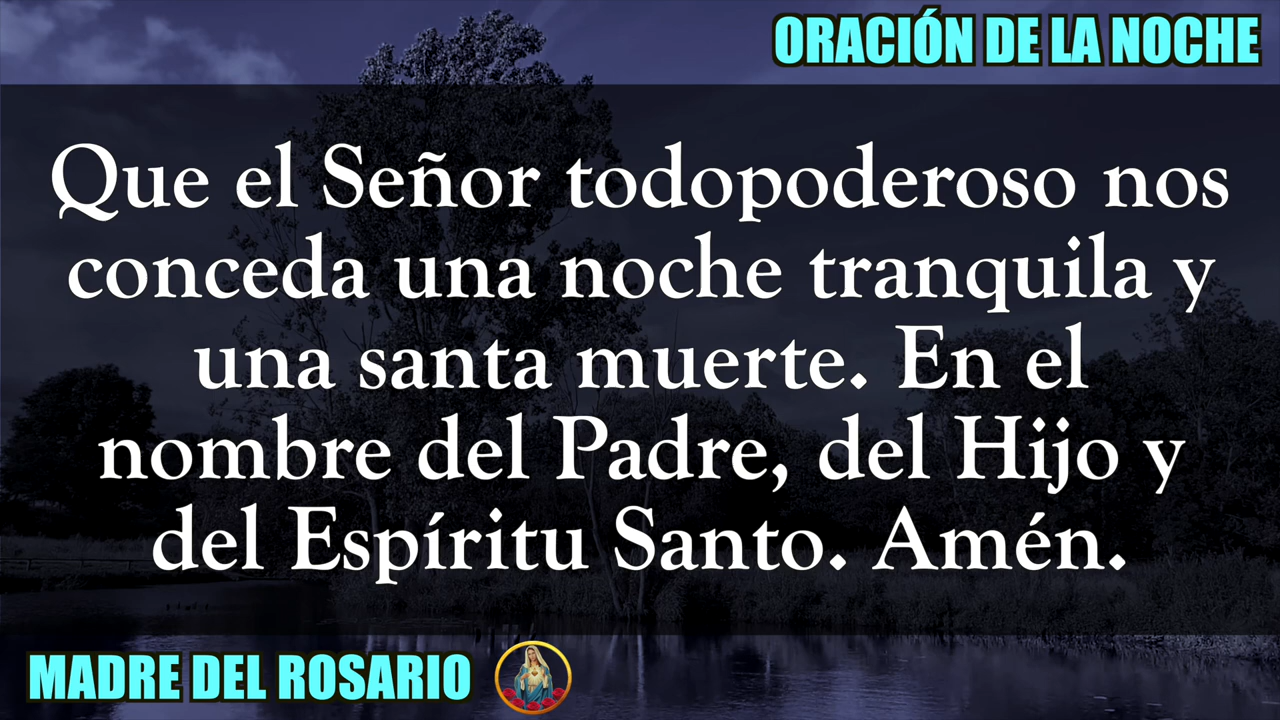 ORACIÓN DE LA NOCHE
Que el Señor todopoderoso nos
conceda una noche tranquila y
una santa muerte. En el
nombre del Padre, del Hijo y
del Espíritu Santo. Amén.
MADRE DEL ROSARIO